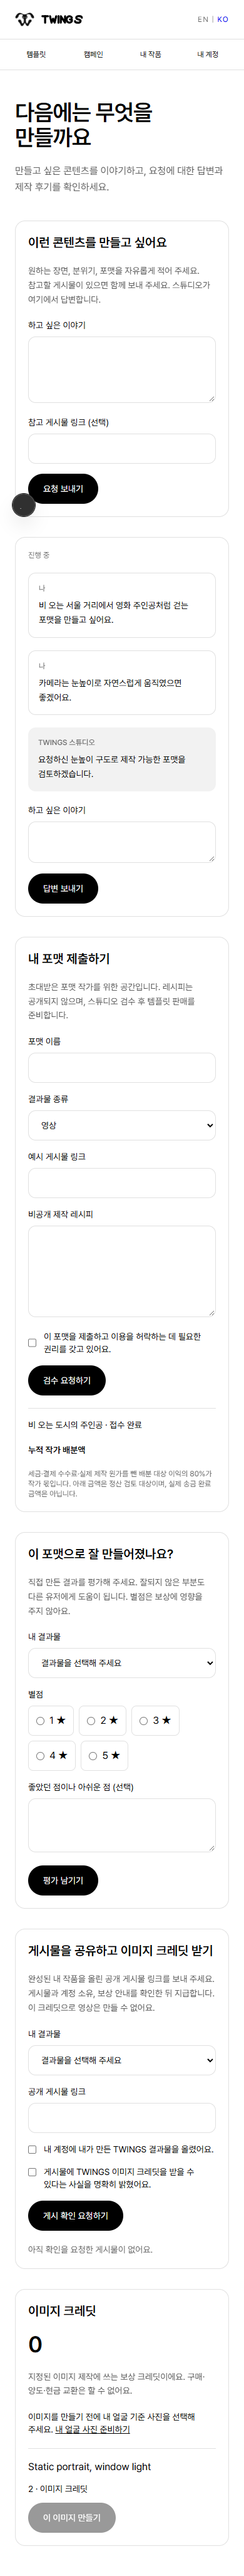 TWINGS
EN | KO
템플릿
캠페인
내 작품
내 계정
다음에는 무엇을
만들까요
만들고 싶은 콘텐츠를 이야기하고, 요청에 대한 답변과
제작 후기를 확인하세요.
이런 콘텐츠를 만들고 싶어요
원하는 장면, 분위기, 포맷을 자유롭게 적어 주세요.
참고할 게시물이 있으면 함께 보내 주세요. 스튜디오가
여기에서 답변합니다.
하고 싶은 이야기
참고 게시물 링크 (선택)
요청 보내기
진행 중
나
비 오는 서울 거리에서 명화 주인공처럼 걷는
포맷을 만들고 싶어요.
나
카메라는 눈높이로 자연스럽게 움직였으면
좋겠어요.
TWINGS 스튜디오
요청하신 눈높이 구도로 제작 가능한 포맷을
검토하겠습니다.
하고 싶은 이야기
답변 보내기
내 포맷 제출하기
초대받은 포맷 작가를 위한 공간입니다. 레시피는
공개되지 않으며, 스튜디오 검수 후 템플릿 판매를
준비합니다.
포맷 이름
결과물 종류
영상
예시 게시물 링크
비공개 제작 레시피
이 포맷을 제출하고 이용을 허락하는 데 필요한
권리를 갖고 있어요.
검수 요청하기
비 오는 도시의 주인공 · 접수 완료
누적 작가 배분액
세금·결제 수수료·실제 제작 원가를 뺀 배분 대상 이익의 80%가
작가 몫입니다. 아래 금액은 정산 검토 대상이며, 실제 송금 완료
금액은 아닙니다.
이 포맷으로 잘 만들어졌나요?
직접 만든 결과를 평가해 주세요. 잘되지 않은 부분도
다른 유저에게 도움이 됩니다. 별점은 보상에 영향을
주지 않아요.
내 결과물
결과물을 선택해 주세요
별점
1 ★
2 ★
3 ★
4 ★
5 ★
좋았던 점이나 아쉬운 점 (선택)
평가 남기기
게시물을 공유하고 이미지 크레딧 받기
완성된 내 작품을 올린 공개 게시물 링크를 보내 주세요.
게시물과 계정 소유, 보상 안내를 확인한 뒤 지급합니다.
이 크레딧으로 영상은 만들 수 없어요.
내 결과물
결과물을 선택해 주세요
공개 게시물 링크
내 계정에 내가 만든 TWINGS 결과물을 올렸어요.
게시물에 TWINGS 이미지 크레딧을 받을 수
있다는 사실을 명확히 밝혔어요.
게시 확인 요청하기
아직 확인을 요청한 게시물이 없어요.
이미지 크레딧
0
지정된 이미지 제작에 쓰는 보상 크레딧이에요. 구매·
양도·현금 교환은 할 수 없어요.
이미지를 만들기 전에 내 얼굴 기준 사진을 선택해
주세요. 내 얼굴 사진 준비하기
Static portrait, window light
2 · 이미지 크레딧
이 이미지 만들기